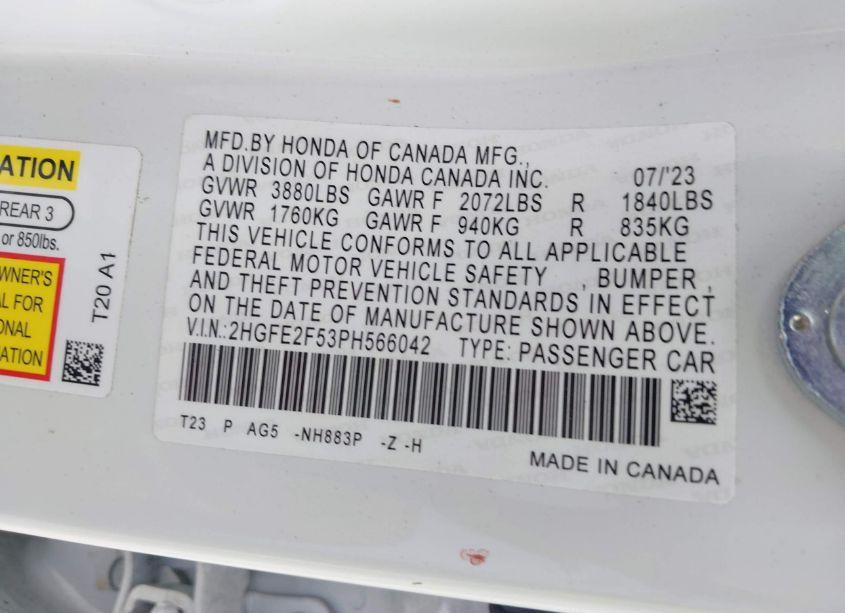 ATION
REAR 3
or 850lbs.
WNER'S
AL FOR
ONAL
MATION
T20 A1
MFD.BY HONDA OF CANADA MFG.,
A DIVISION OF HONDA CANADA INC. 07/'23
GVWR 3880LBS GAWR F 2072LBS R 1840LBS
GVWR 1760KG GAWR F 940KG R 835KG
THIS VEHICLE CONFORMS TO ALL APPLICABLE
FEDERAL MOTOR VEHICLE SAFETY , BUMPER ,
AND THEFT PREVENTION STANDARDS IN EFFECT
ON THE DATE OF MANUFACTURE SHOWN ABOVE.
V.I.N.:2HGFE2F53PH566042 TYPE: PASSENGER CAR
T23 P AG5 -NH883P -Z -H
MADE IN CANADA